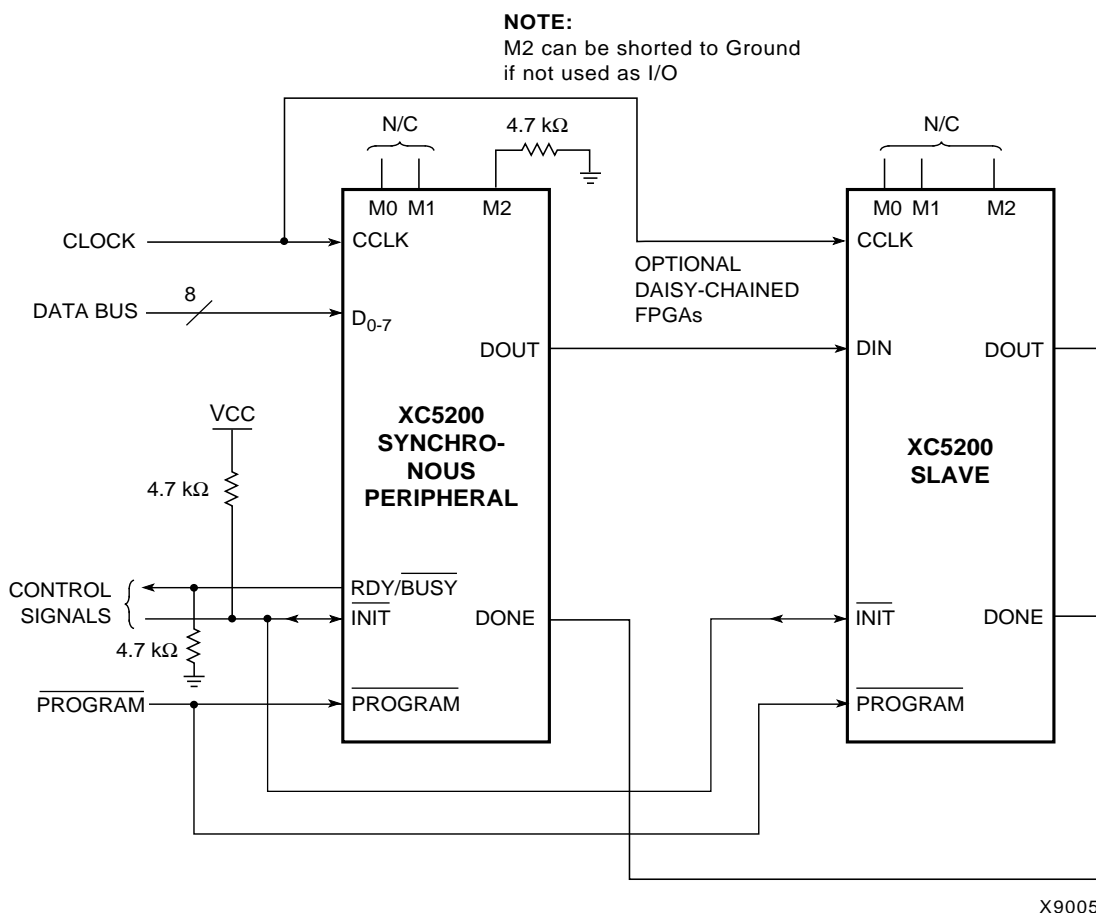 NOTE:
M2 can be shorted to Ground
if not used as I/O
N/C
4.7 kΩ
N/C
M0 M1
M2
M0 M1
M2
CLOCK
CCLK
CCLK
OPTIONAL
DAISY-CHAINED
FPGAs
DATA BUS
8
D0-7
DOUT
DIN
DOUT
VCC
4.7 kΩ
XC5200
SYNCHRO-
NOUS
PERIPHERAL
XC5200
SLAVE
CONTROL
SIGNALS
RDY/BUSY
INIT
DONE
INIT
DONE
4.7 kΩ
PROGRAM
PROGRAM
PROGRAM
X9005